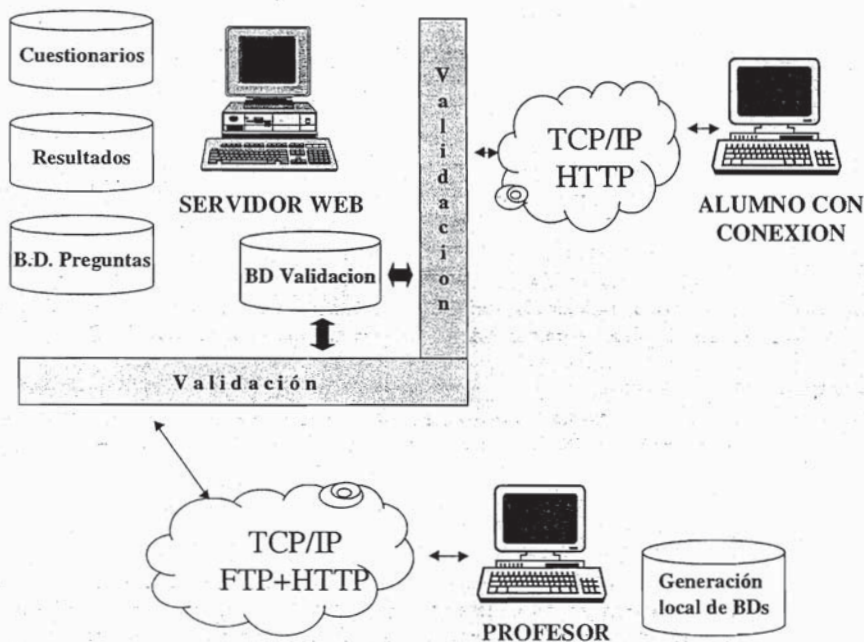 Cuestionarios
Resultados
B.D. Preguntas
SERVIDOR WEB
BD Validacion
Validacion
Validación
TCP/IP
HTTP
ALUMNO CON
CONEXION
TCP/IP
FTP+HTTP
PROFESOR
Generación
local de BDs